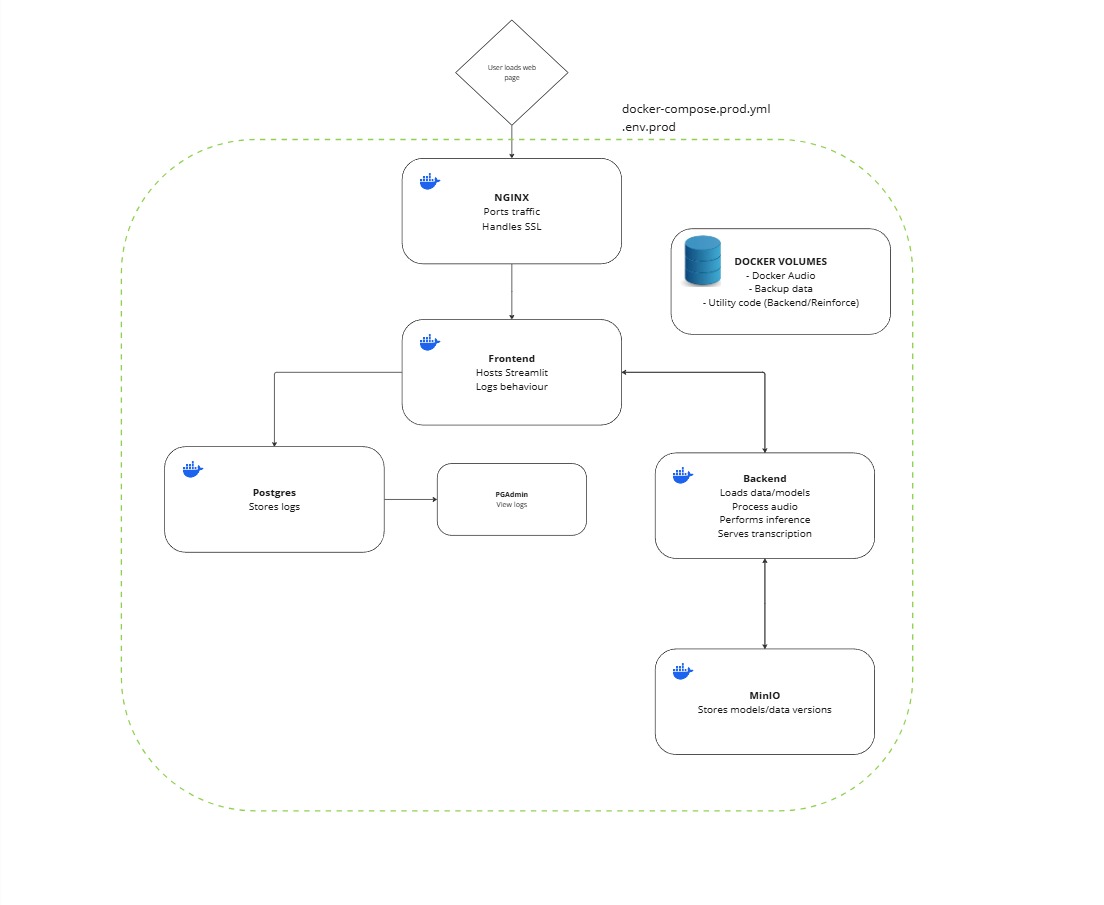 User loads web
page
docker-compose.prod.yml
.env.prod
NGINX
Ports traffic
Handles SSL
DOCKER VOLUMES
- Docker Audio
- Backup data
- Utility code (Backend/Reinforce)
Frontend
Hosts Streamlit
Logs behaviour
Postgres
Stores logs
PGAdmin
View logs
Backend
Loads data/models
Process audio
Performs inference
Serves transcription
MinIO
Stores models/data versions